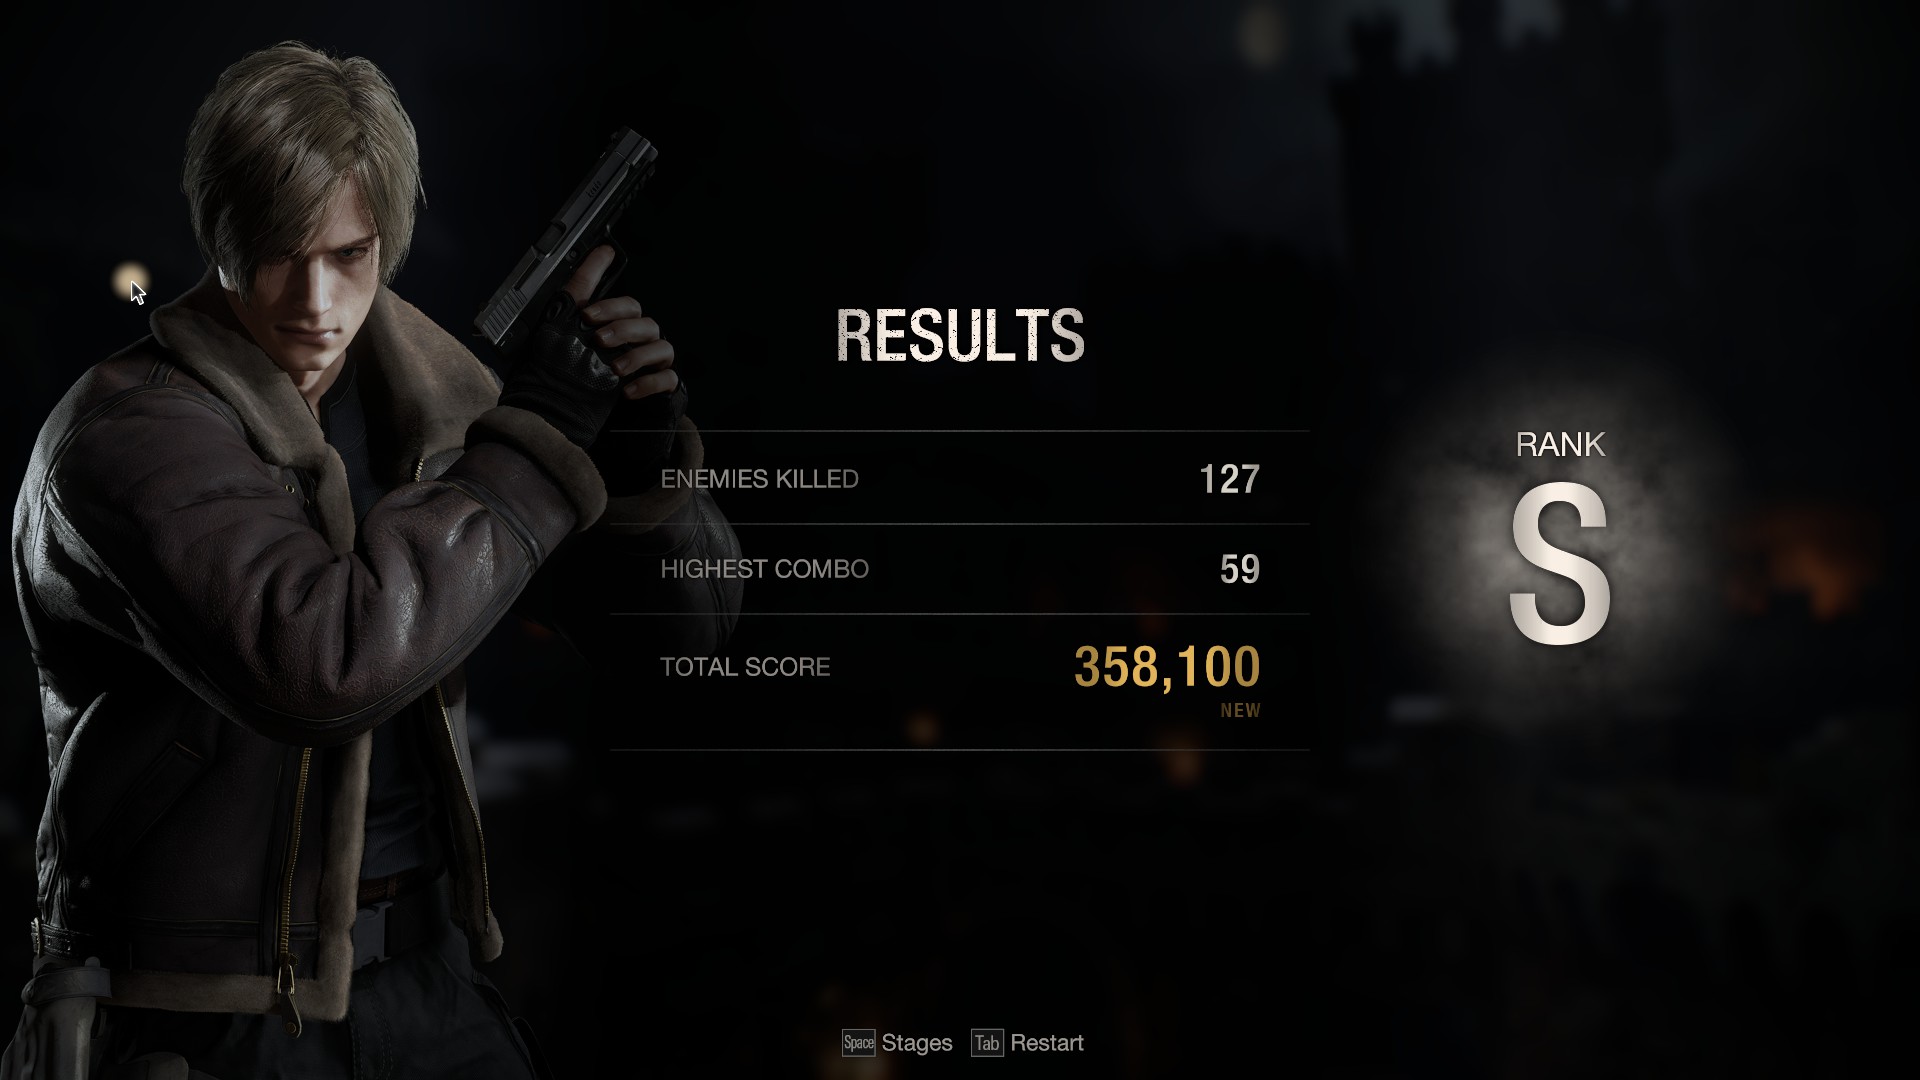 RESULTS
ENEMIES KILLED 127
HIGHEST COMBO 59
TOTAL SCORE 358,100
NEW
RANK
S
Space Stages Tab Restart